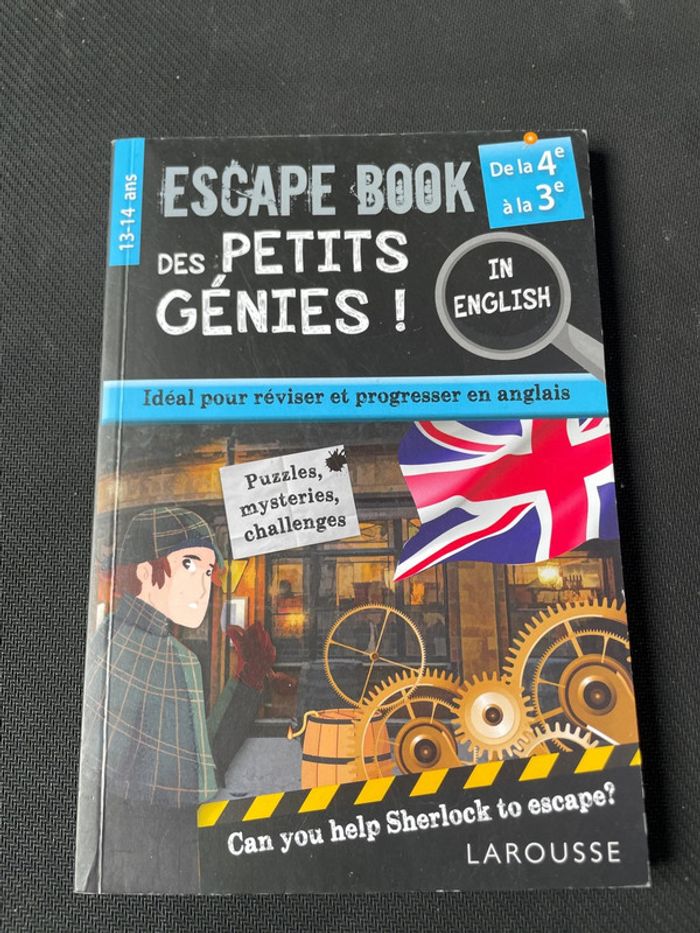 13-14 ans
ESCAPE BOOK
DES PETITS
GÉNIES !
De la 4e
à la 3e
IN
ENGLISH
Idéal pour réviser et progresser en anglais
Puzzles,
mysteries,
challenges
Can you help Sherlock to escape?
LAROUSSE